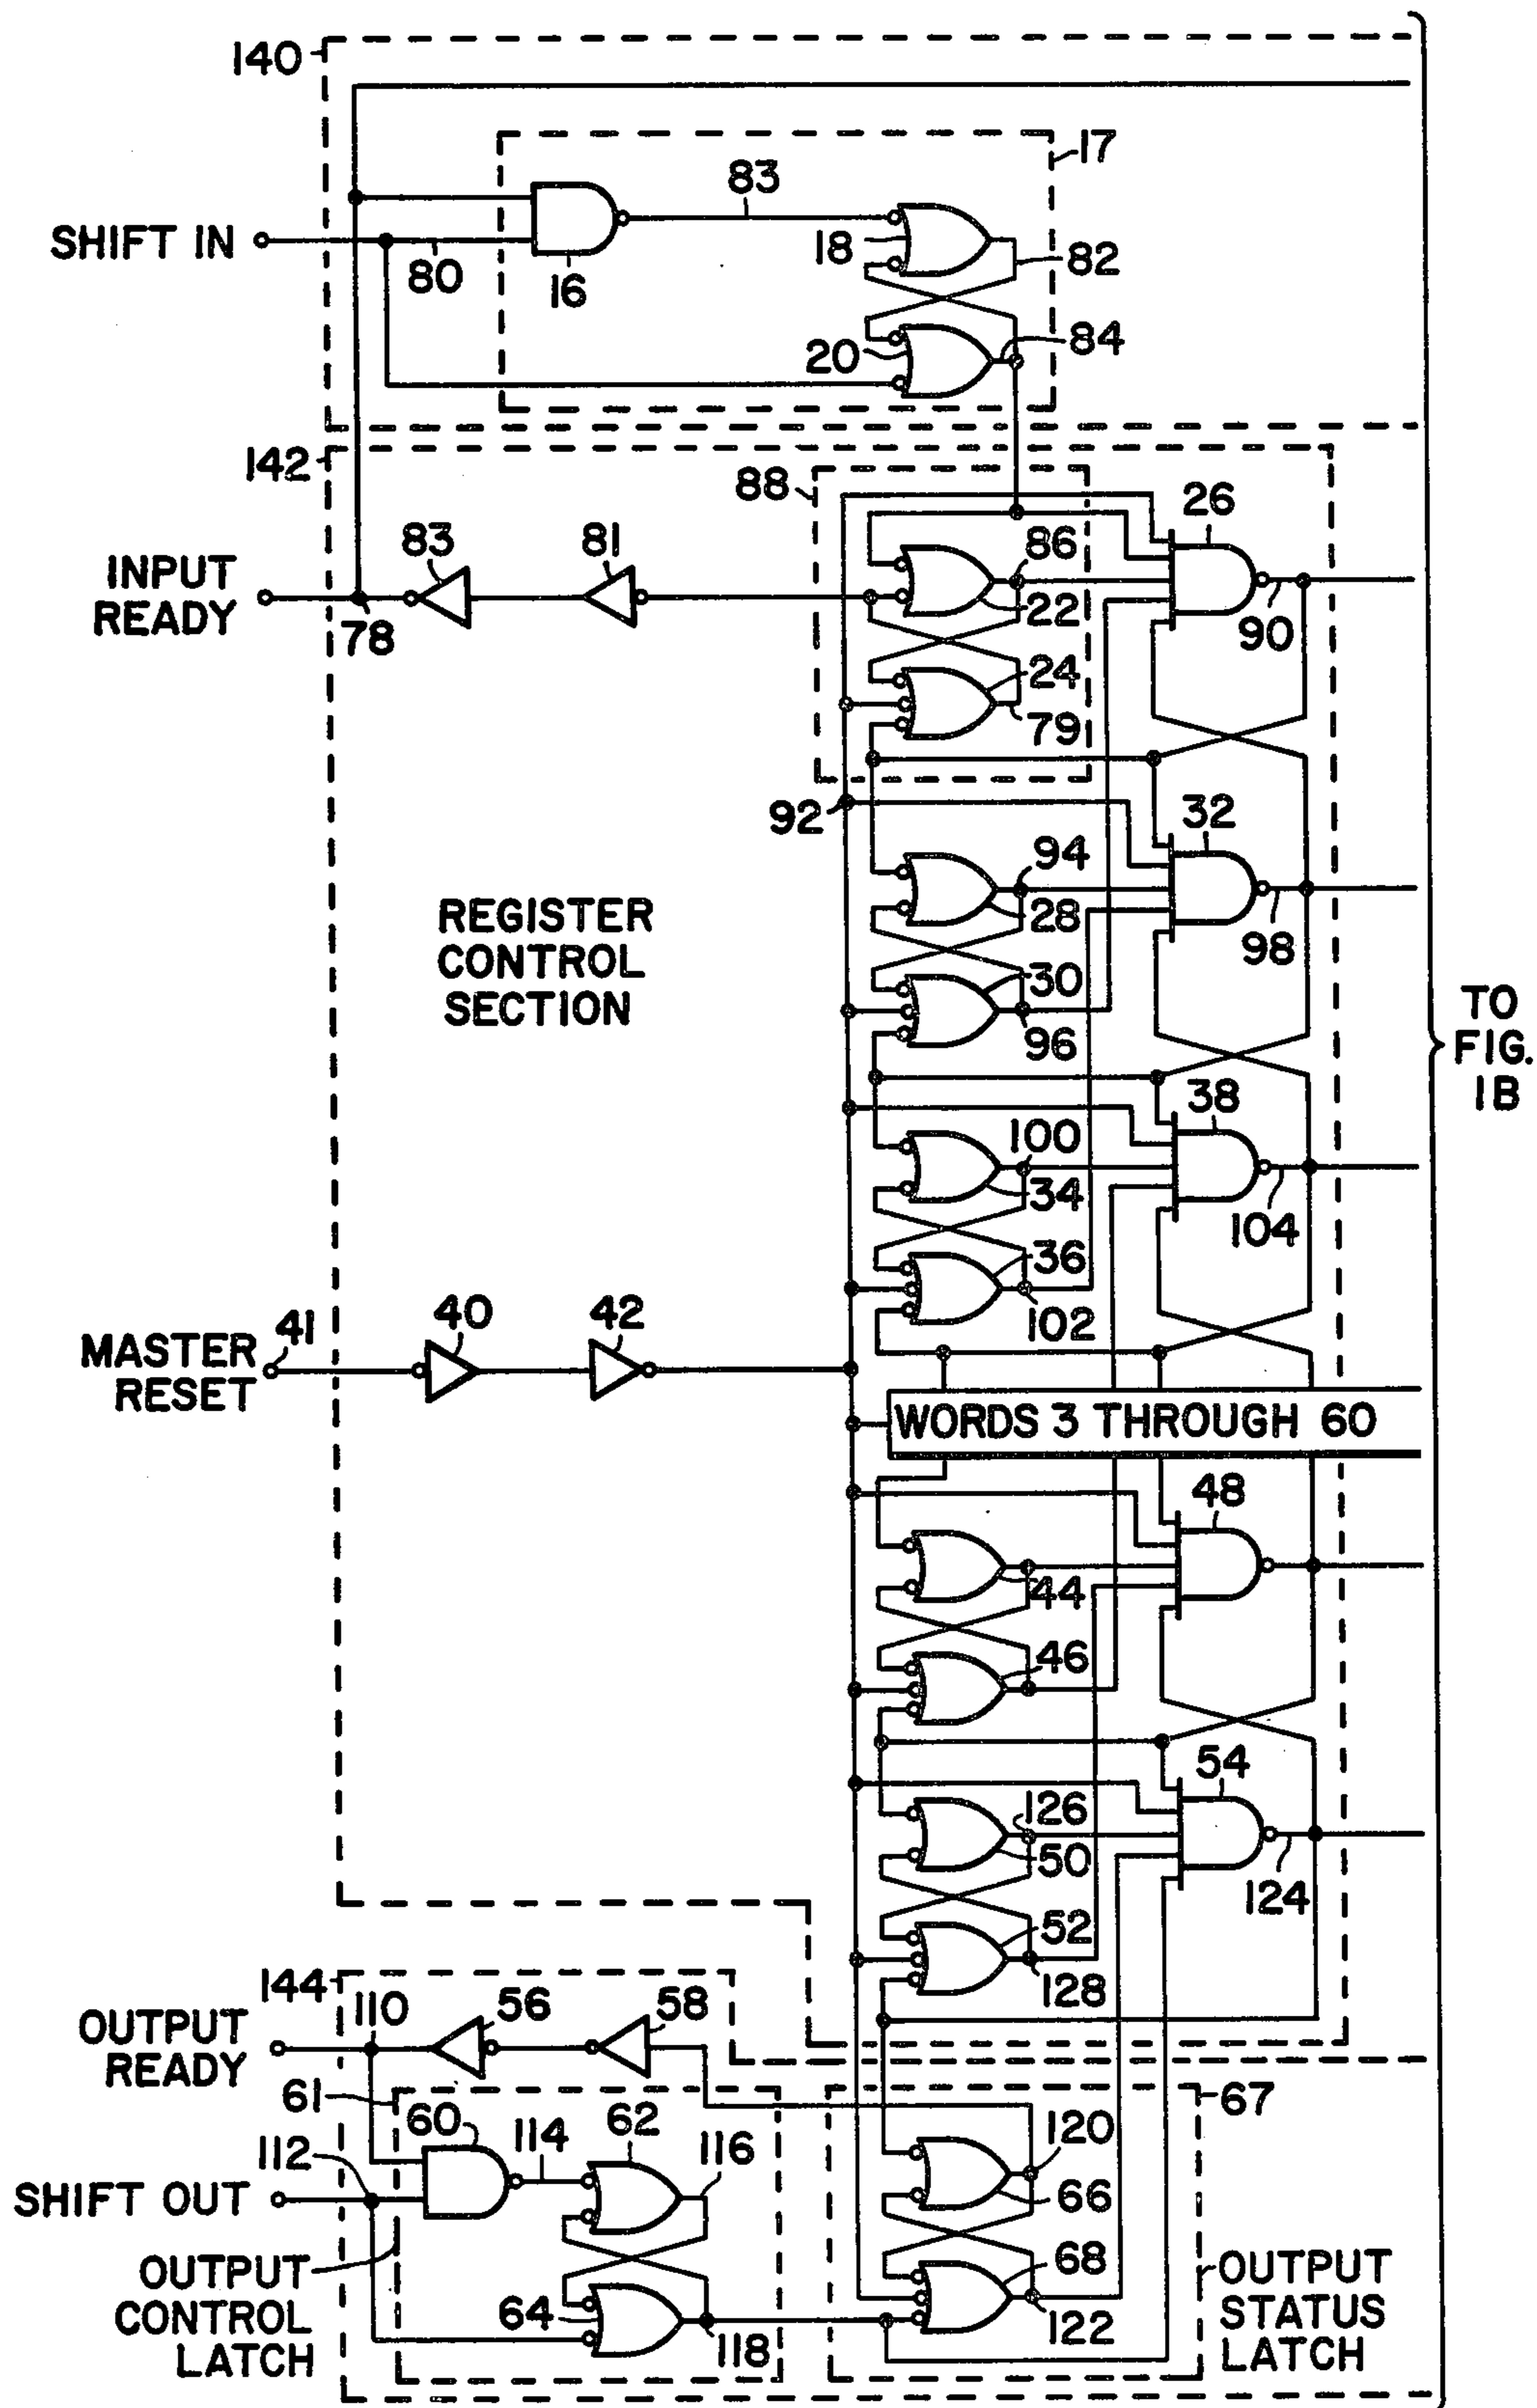 140
17
83
SHIFT IN
80
16
18
82
20
84
142
88
26
83
81
86
INPUT
READY
78
22
90
24
79
92
32
94
28
98
REGISTER
CONTROL
SECTION
30
96
TO
FIG.
1B
38
100
34
104
36
102
41
40
42
MASTER
RESET
WORDS 3 THROUGH 60
48
44
46
54
126
50
124
52
128
144
110
56
58
OUTPUT
READY
61
60
114
62
116
67
120
112
66
SHIFT OUT
OUTPUT
CONTROL
LATCH
64
118
68
122
OUTPUT
STATUS
LATCH